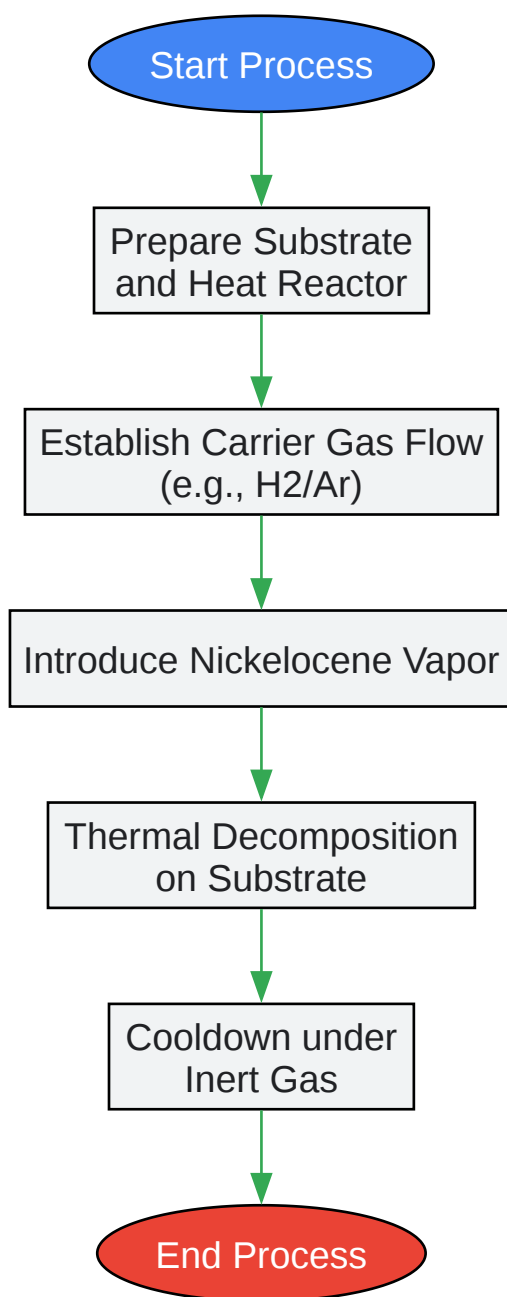 Start Process
Prepare Substrate
and Heat Reactor
Establish Carrier Gas Flow
(e.g., H2/Ar)
Introduce Nickelocene Vapor
Thermal Decomposition
on Substrate
Cooldown under
Inert Gas
End Process